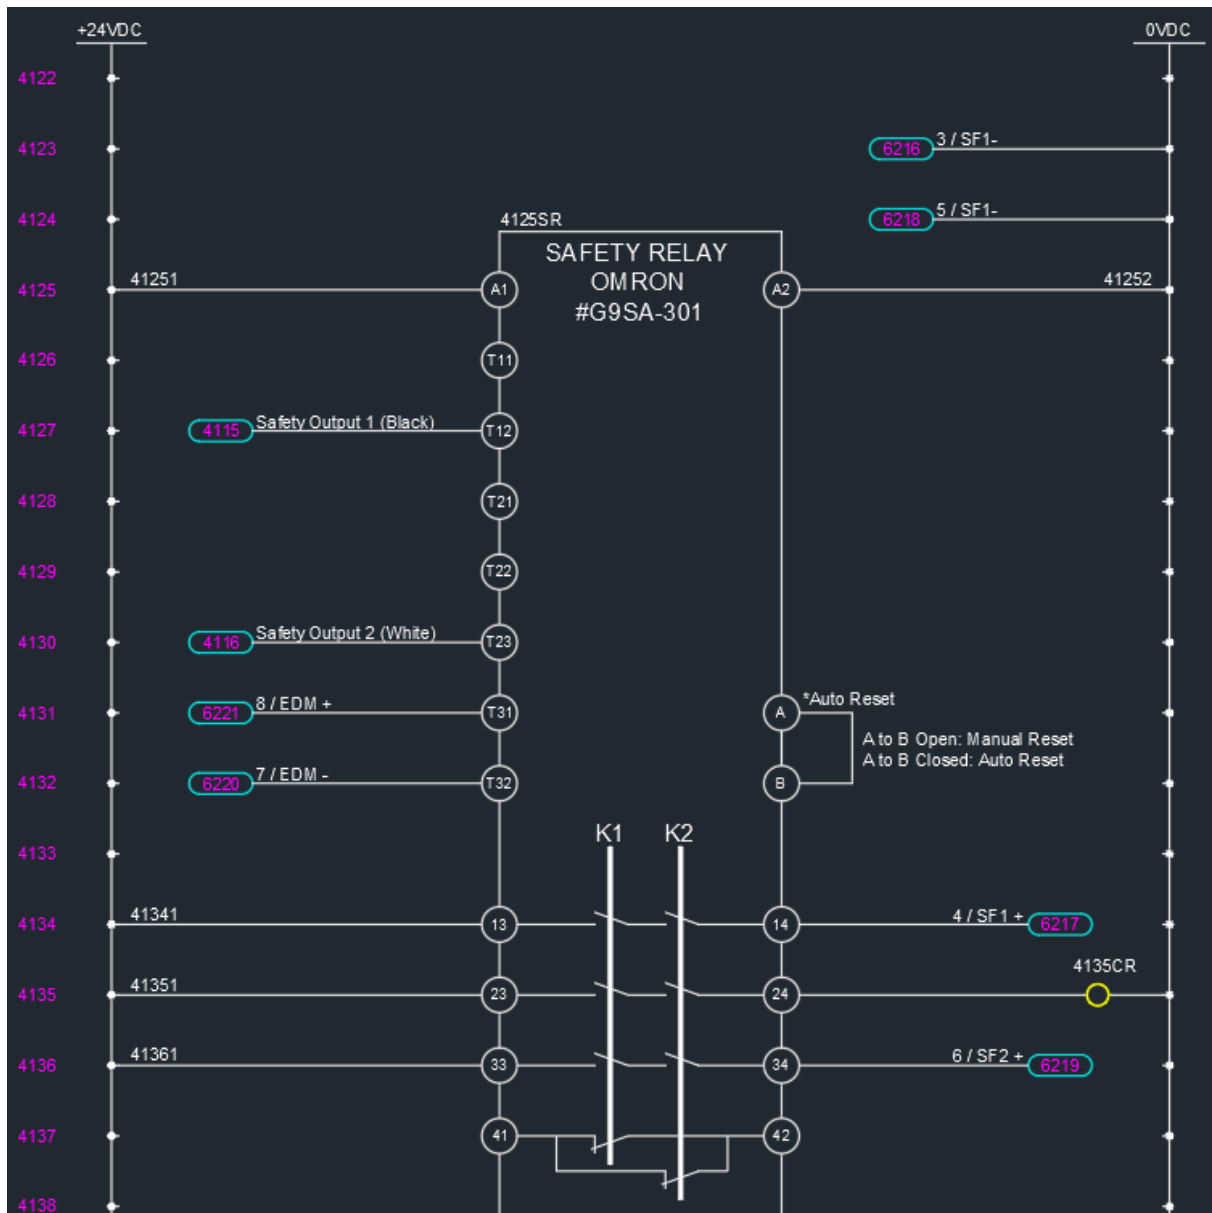 +24VDC
0VDC
4122
4123
6216
3 / SF1-
4124
4125SR
6218
5 / SF1-
SAFETY RELAY
OMRON
#G9SA-301
4125
41251
A1
A2
41252
4126
T11
4127
4115
Safety Output 1 (Black)
T12
4128
T21
4129
T22
4130
4116
Safety Output 2 (White)
T23
4131
6221
8 / EDM +
T31
A
*Auto Reset
A to B Open: Manual Reset
A to B Closed: Auto Reset
4132
6220
7 / EDM -
T32
B
4133
K1
K2
4134
41341
13
14
4 / SF1 +
6217
4135CR
4135
41351
23
24
4136
41361
33
34
6 / SF2 +
6219
4137
41
42
4138